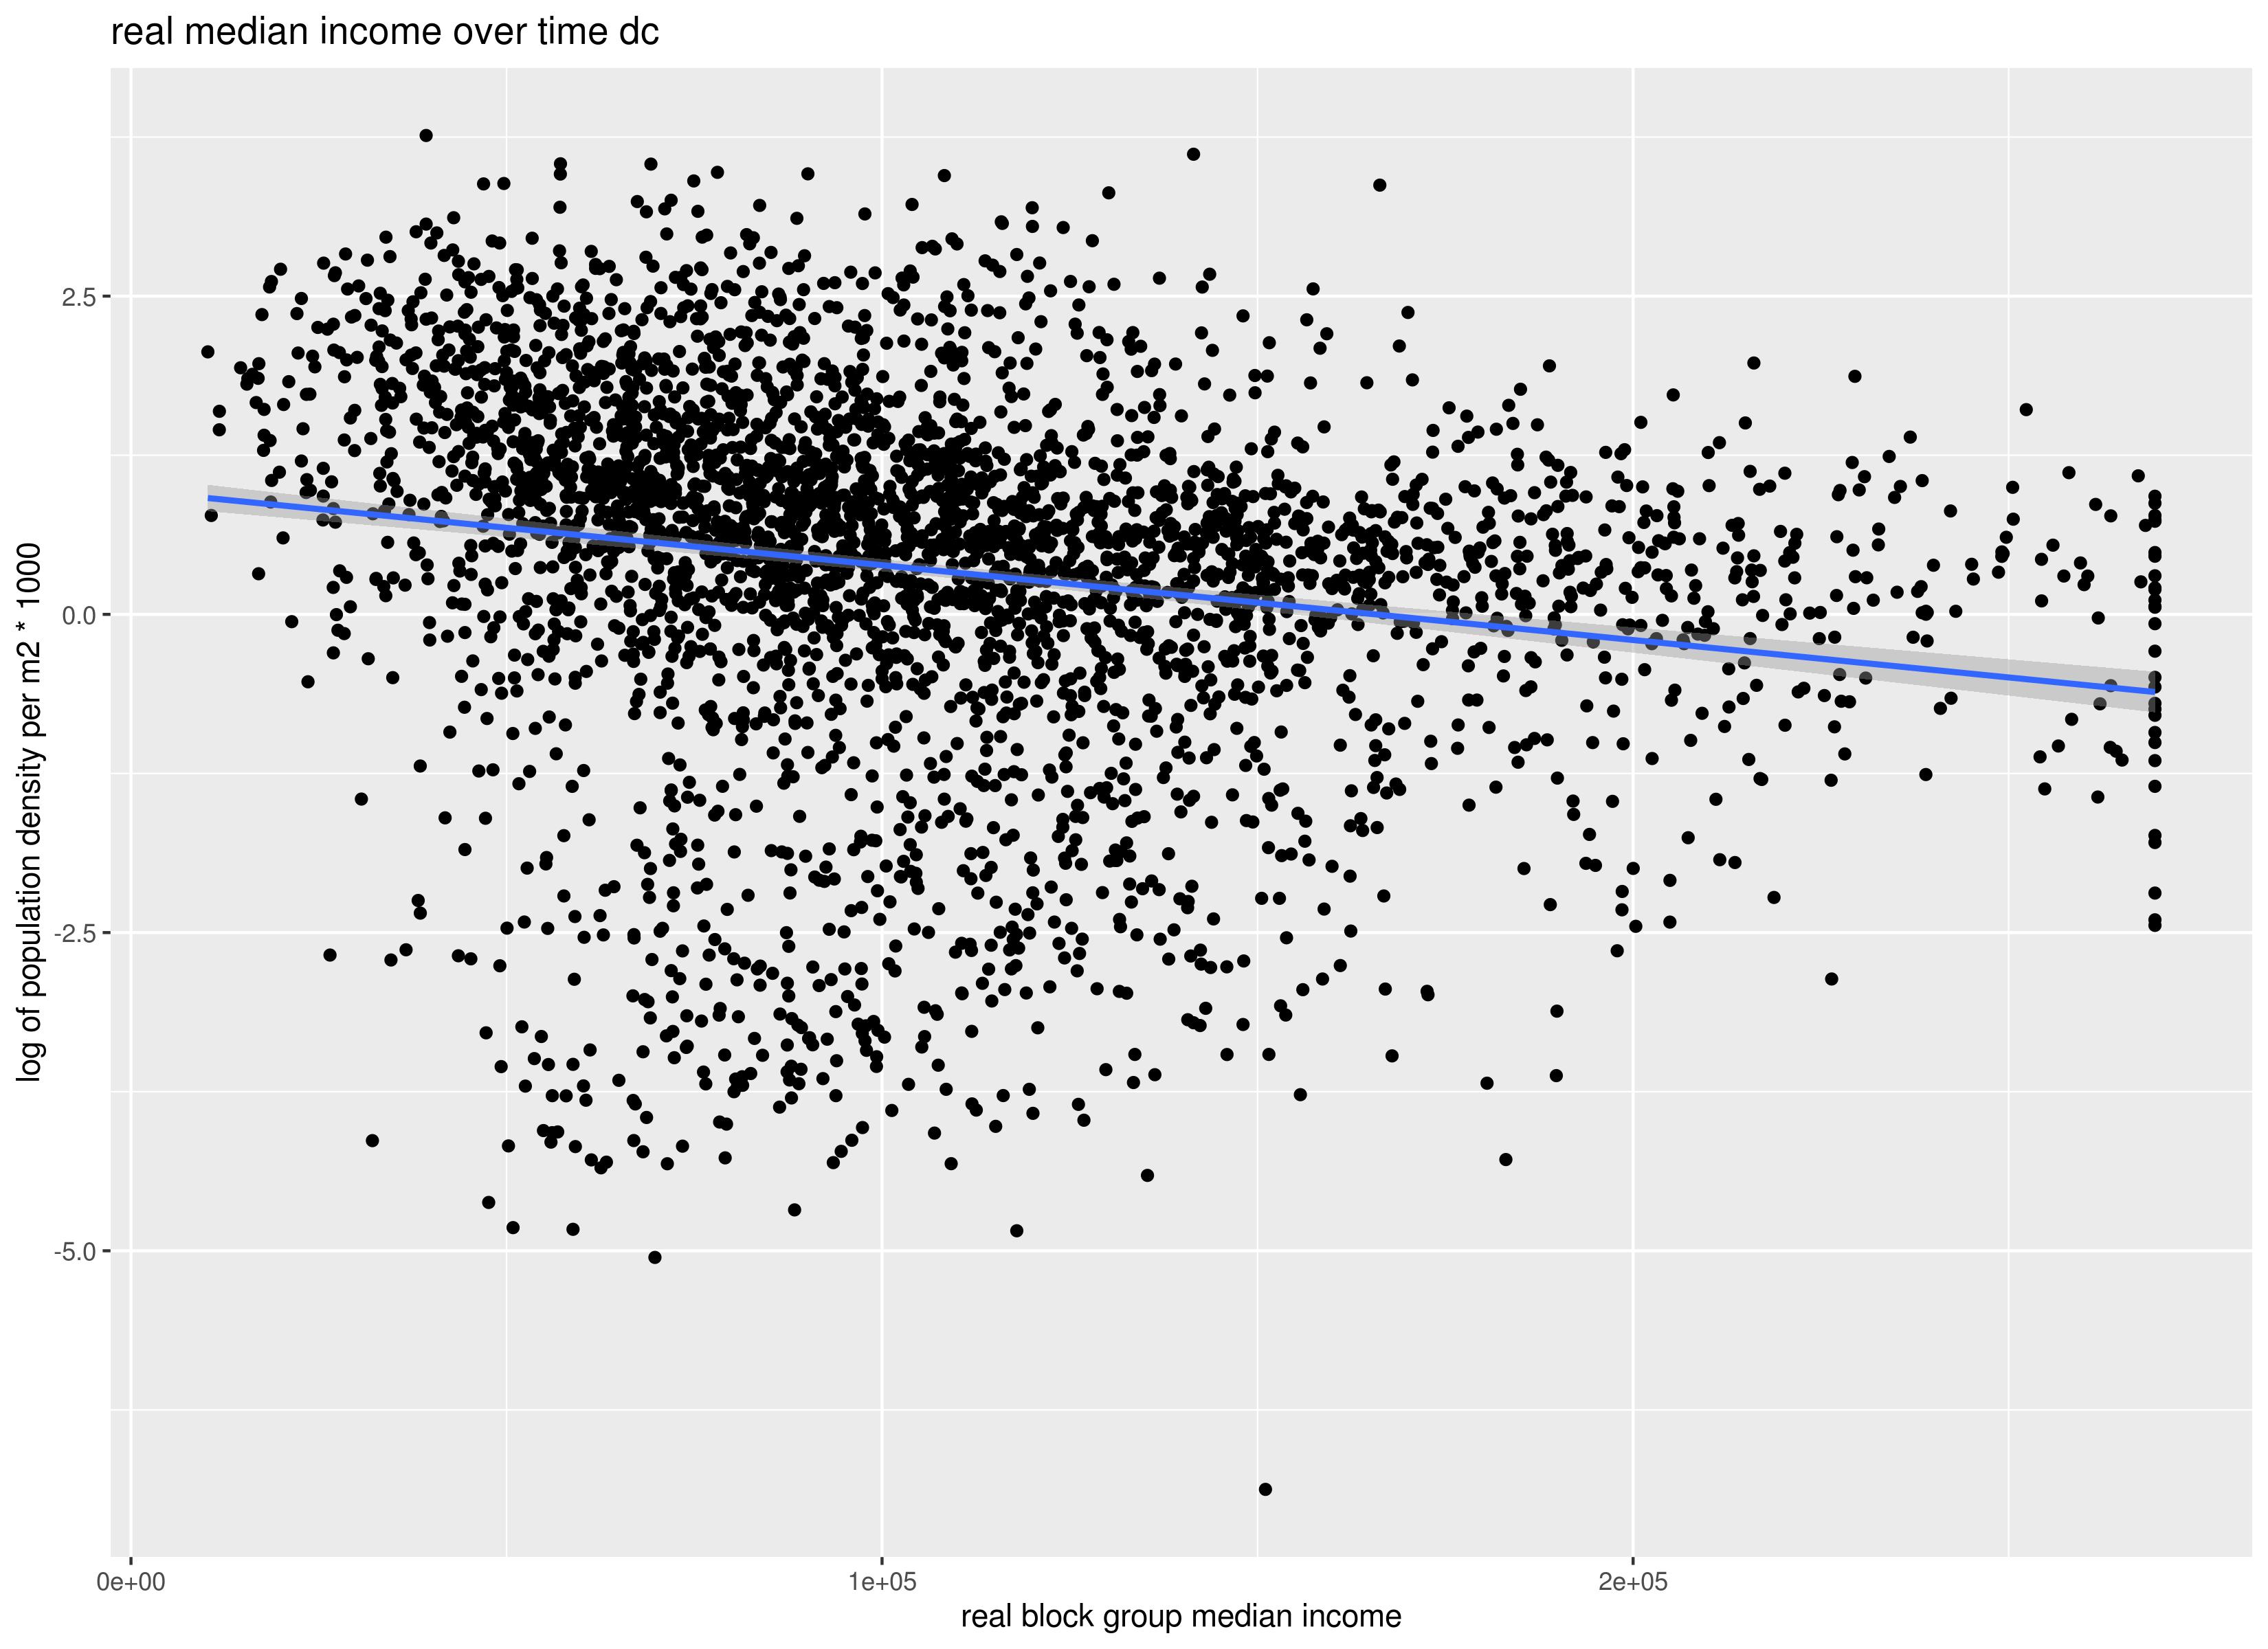 real median income over time dc
log of population density per m2 * 1000
2.5
0.0
-2.5
-5.0
0e+00
1e+05
2e+05
real block group median income